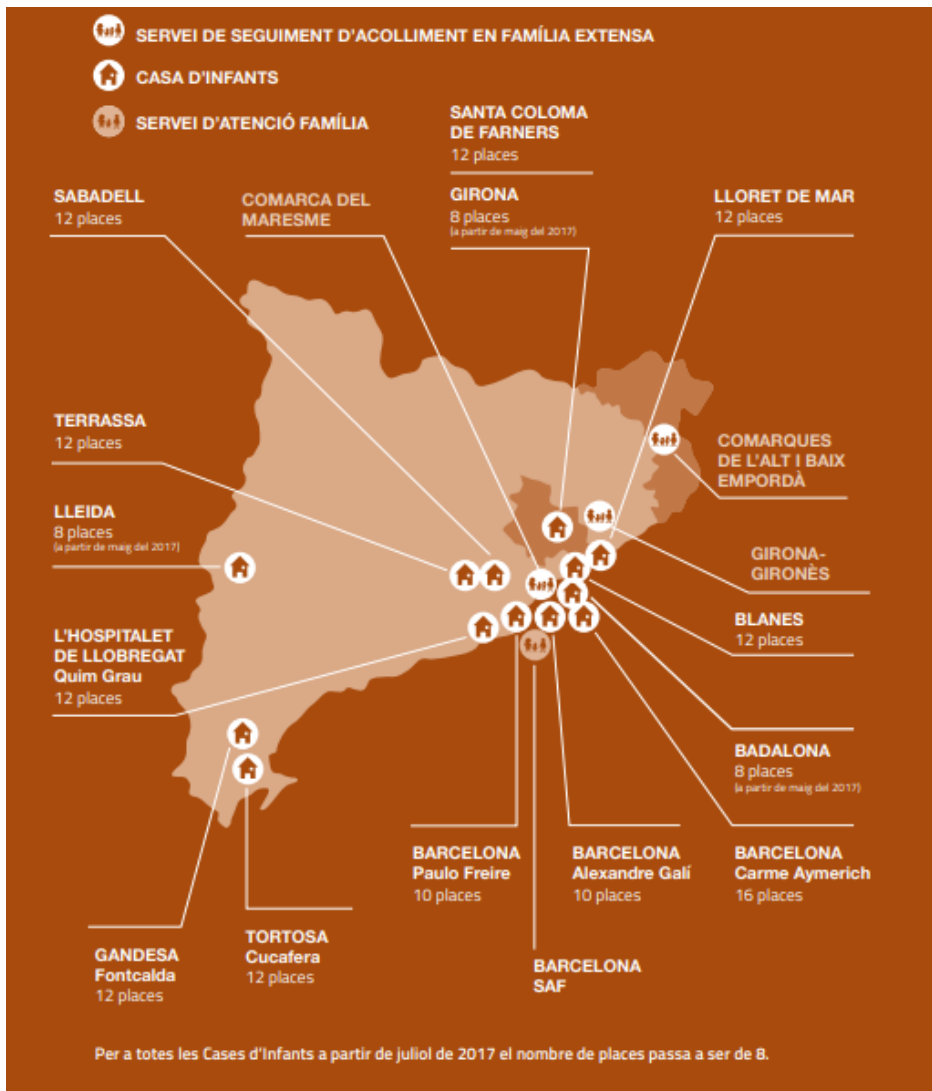 SERVEI DE SEGUIMENT D'ACOLLIMENT EN FAMÍLIA EXTENSA
CASA D'INFANTS
SERVEI D'ATENCIÓ FAMÍLIA
SANTA COLOMA
DE FARNERS
12 places
SABADELL
12 places
COMARCA DEL
MARESME
GIRONA
8 places
(a partir de maig del 2017)
LLORET DE MAR
12 places
TERRASSA
12 places
COMARQUES
DE L'ALT I BAIX
EMPORDÀ
LLEIDA
8 places
(a partir de maig del 2017)
GIRONA-
GIRONÈS
L'HOSPITALET
DE LLOBREGAT
Quim Grau
12 places
BLANES
12 places
BADALONA
8 places
(a partir de maig del 2017)
BARCELONA
Paulo Freire
10 places
BARCELONA
Alexandre Galí
10 places
BARCELONA
Carme Aymerich
16 places
GANDESA
Fontcalda
12 places
TORTOSA
Cucafera
12 places
BARCELONA
SAF
Per a totes les Cases d'Infants a partir de juliol de 2017 el nombre de places passa a ser de 8.